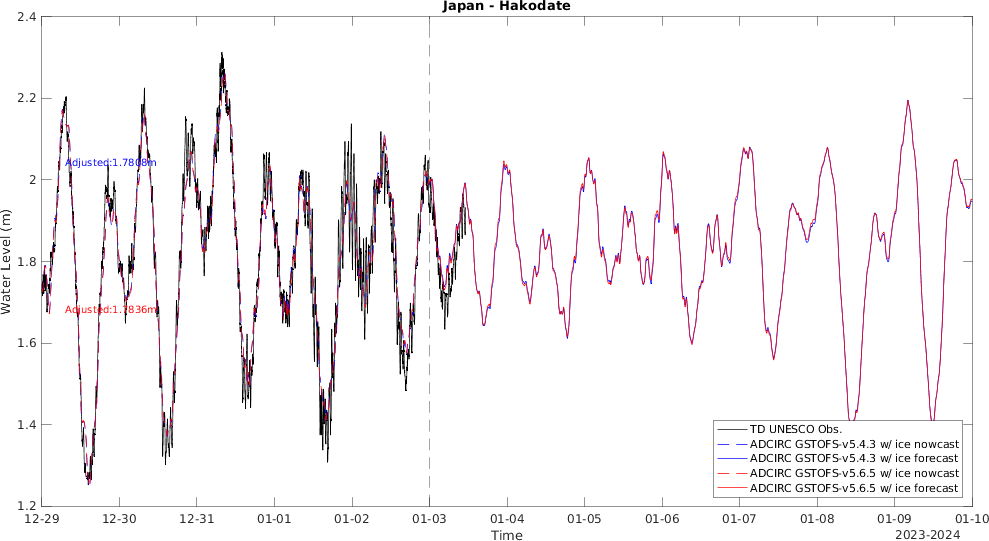 Japan - Hakodate
2.4
2.2
2
1.8
1.6
1.4
1.2
Water Level (m)
Adjusted:1.7808m
Adjusted:1.7836m
TD UNESCO Obs.
ADCIRC GSTOFS-v5.4.3 w/ ice nowcast
ADCIRC GSTOFS-v5.4.3 w/ ice forecast
ADCIRC GSTOFS-v5.6.5 w/ ice nowcast
ADCIRC GSTOFS-v5.6.5 w/ ice forecast
12-29 12-30 12-31 01-01 01-02 01-03 01-04 01-05 01-06 01-07 01-08 01-09 01-10
Time
2023-2024